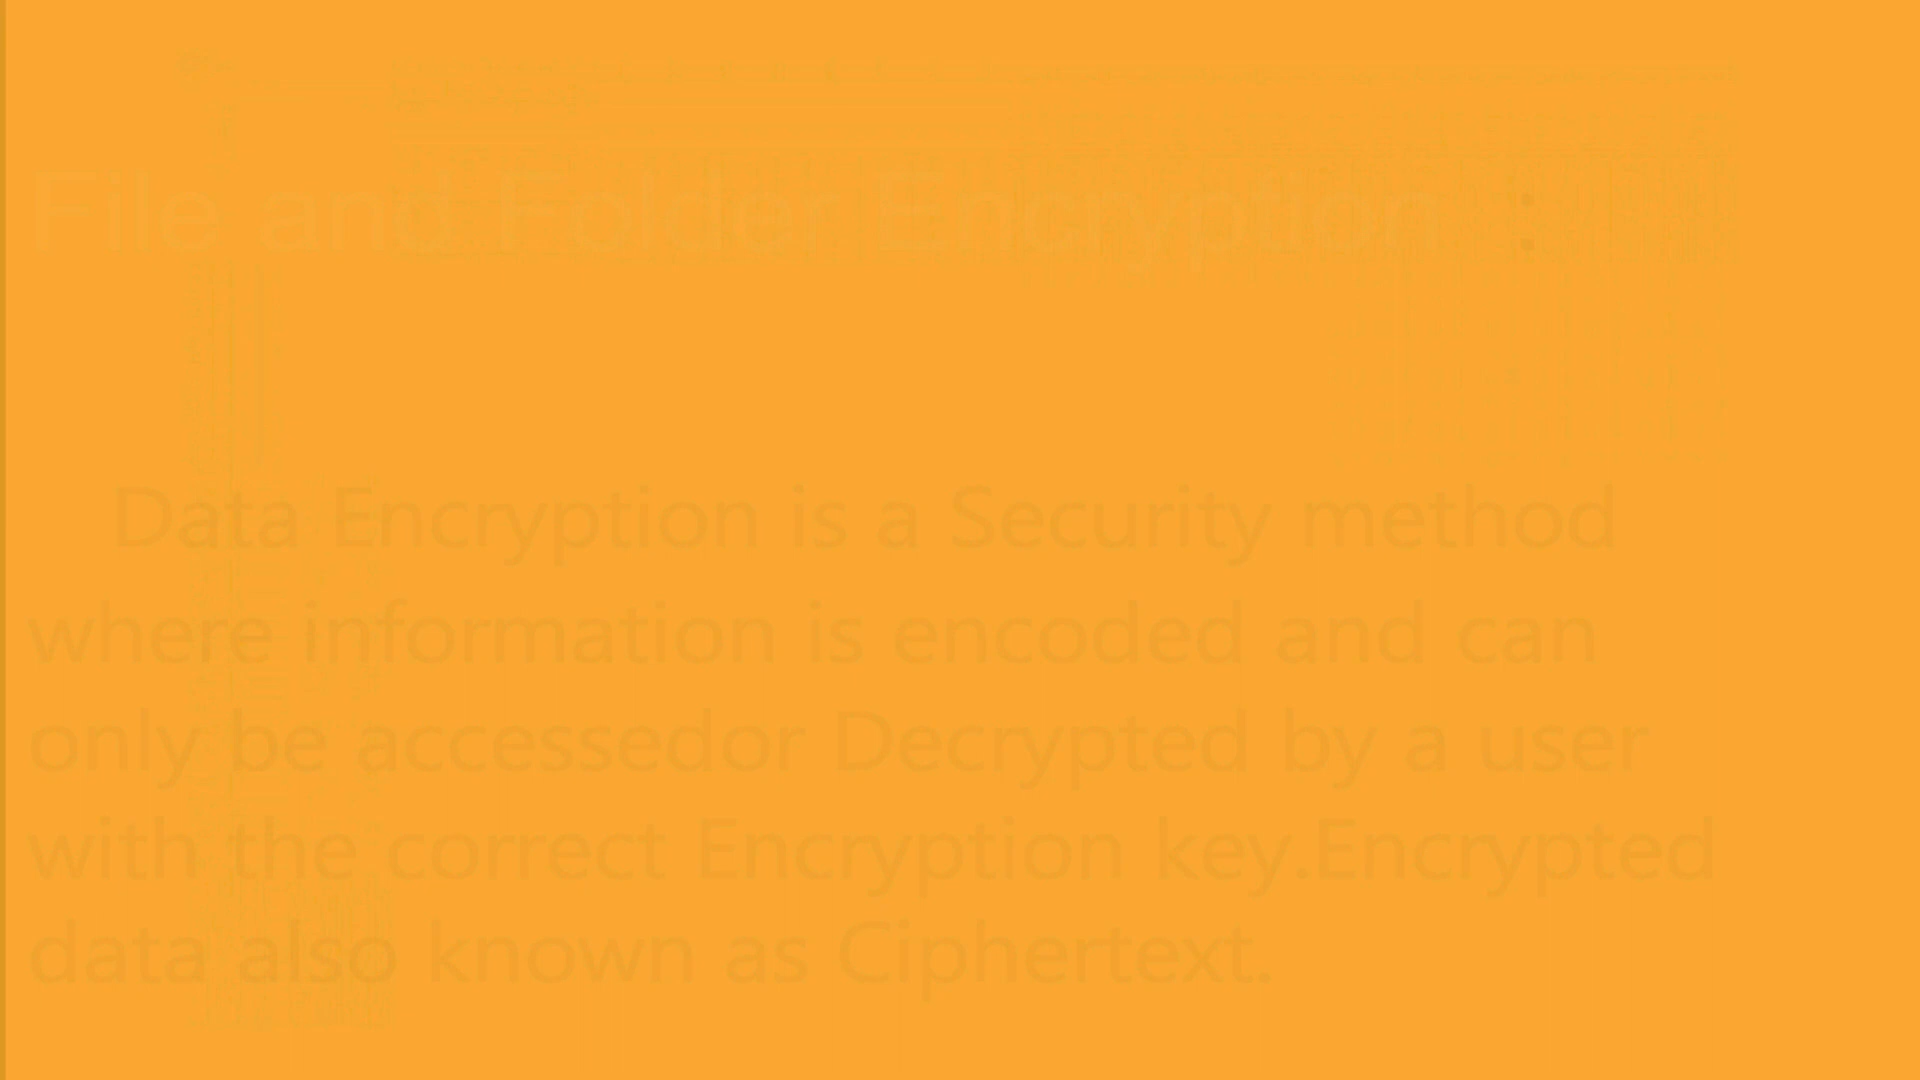 File and Folder Encryption :
Data Encryption is a Security method
where information is encoded and can
only be accessedor Decrypted by a user
with the correct Encryption key.Encrypted
data also known as Ciphertext.